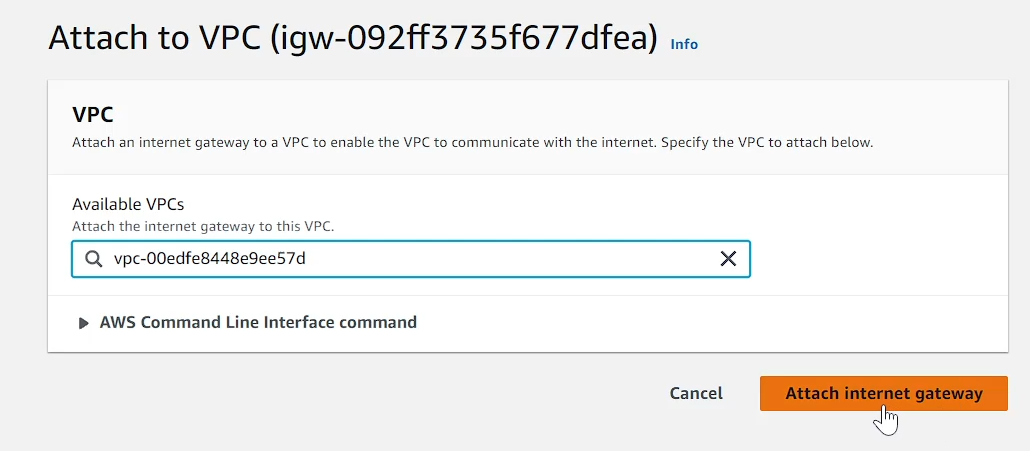 Attach to VPC (igw-092ff3735f677dfea) Info
VPC
Attach an internet gateway to a VPC to enable the VPC to communicate with the internet. Specify the VPC to attach below.
Available VPCs
Attach the internet gateway to this VPC.
vpc-00edfe8448e9ee57d
AWS Command Line Interface command
Cancel
Attach internet gateway